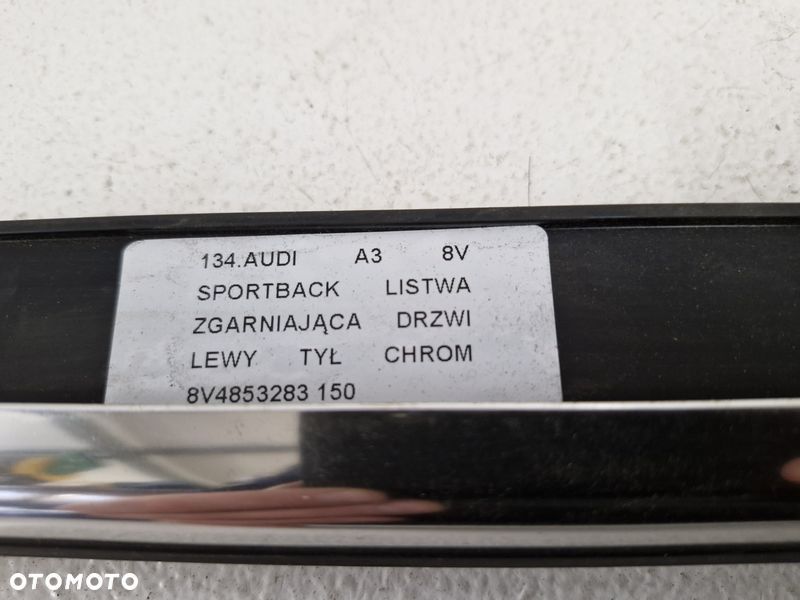 134.AUDI A3 8V
SPORTBACK LISTWA
ZGARNIAJĄCA DRZWI
LEWY TYŁ CHROM
8V4853283 150
OTOMOTO